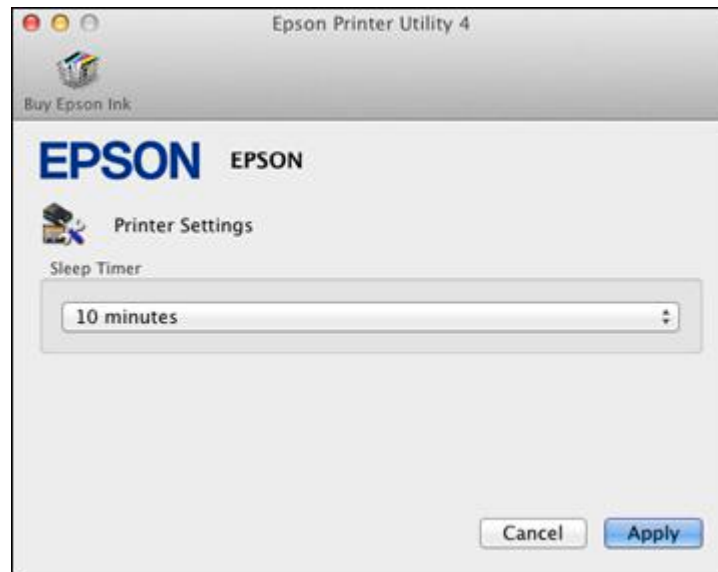 Epson Printer Utility 4
Buy Epson Ink
EPSON EPSON
Printer Settings
Sleep Timer
10 minutes
Cancel Apply